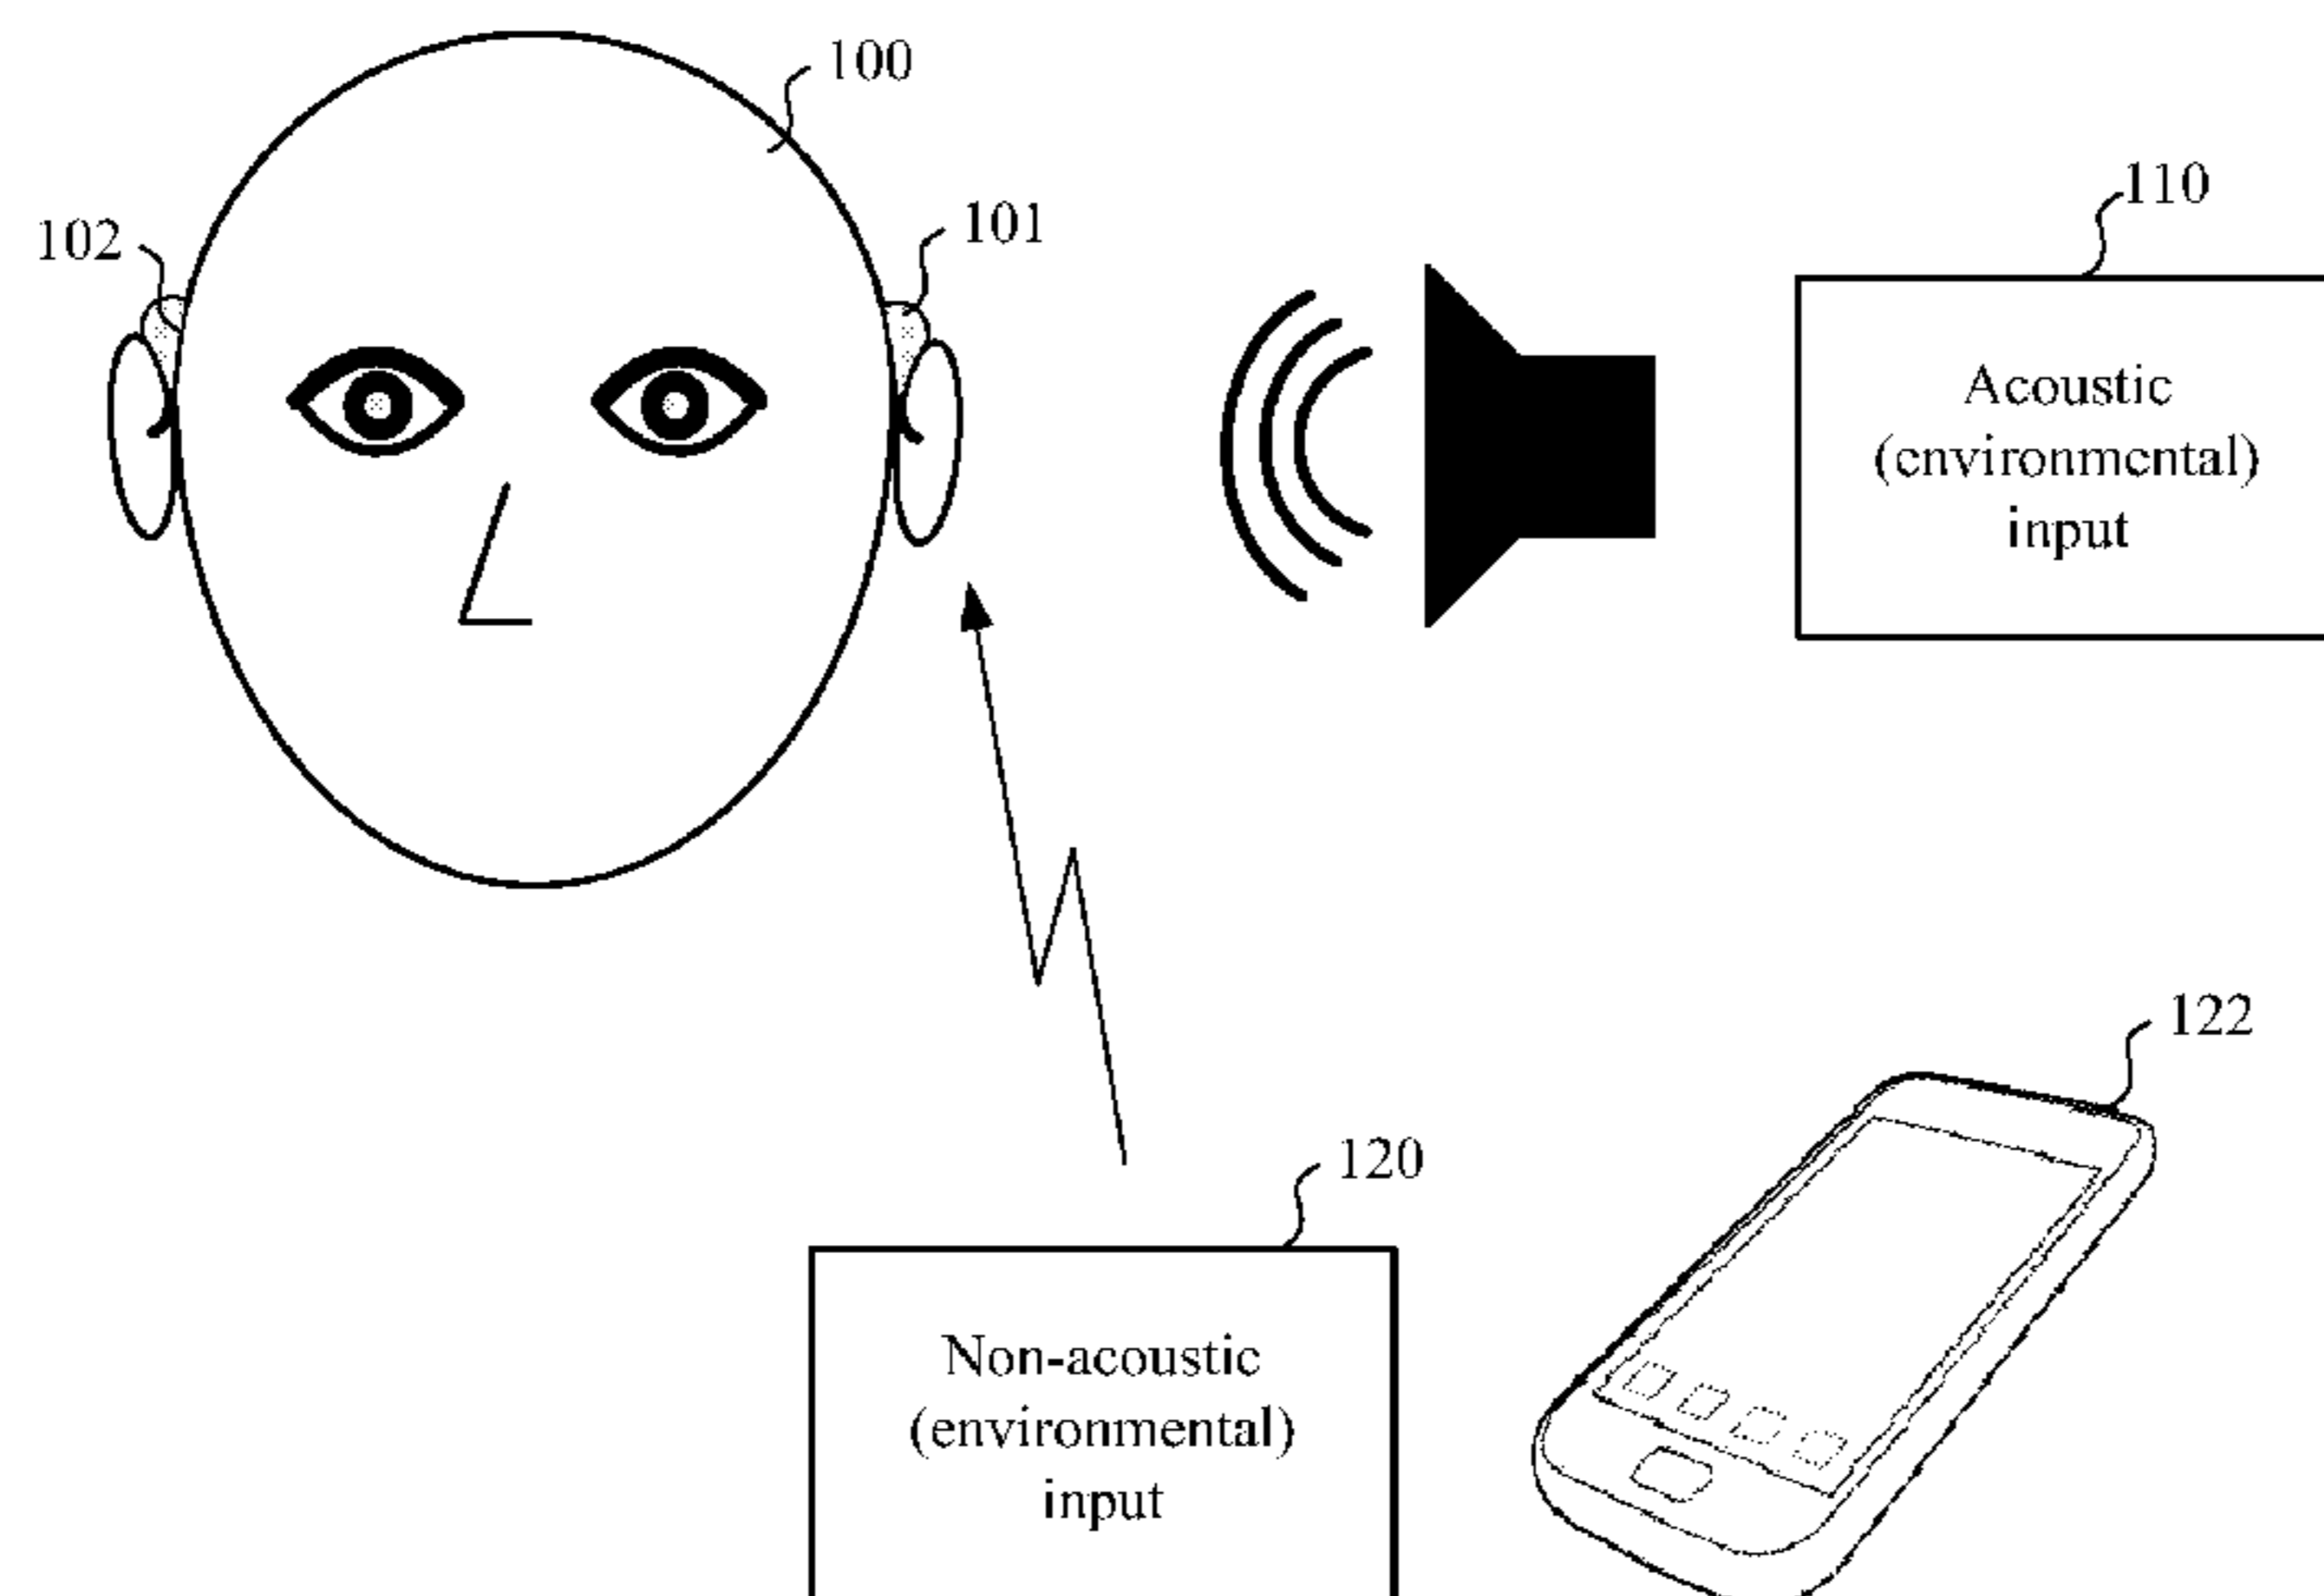 100
101
102
110
Acoustic
(environmental)
input
122
120
Non-acoustic
(environmental)
input